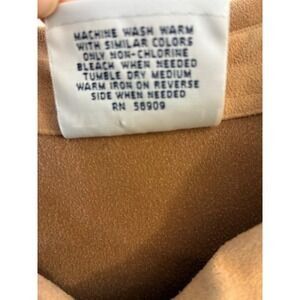 MACHINE WASH WARM
WITH SIMILAR COLORS
ONLY NON-CHLORINE
BLEACH WHEN NEEDED
TUMBLE DRY MEDIUM
WARM IRON ON REVERSE
SIDE WHEN NEEDED
RN 58909